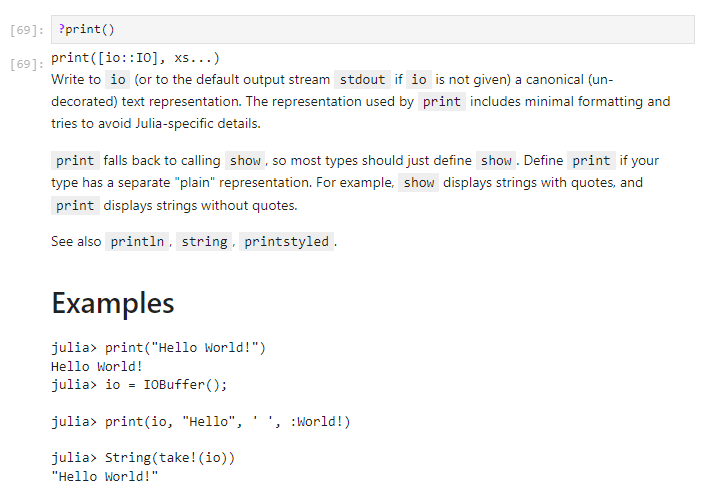 [69]: ?print()
[69]: print([io::IO], xs...)
Write to io (or to the default output stream stdout if io is not given) a canonical (un-
decorated) text representation. The representation used by print includes minimal formatting and
tries to avoid Julia-specific details.
print falls back to calling show, so most types should just define show. Define print if your
type has a separate "plain" representation. For example, show displays strings with quotes, and
print displays strings without quotes.
See also println, string, printstyled.
Examples
julia> print("Hello World!")
Hello World!
julia> io = IOBuffer();
julia> print(io, "Hello", ' ', :World!)
julia> String(take!(io))
"Hello World!"